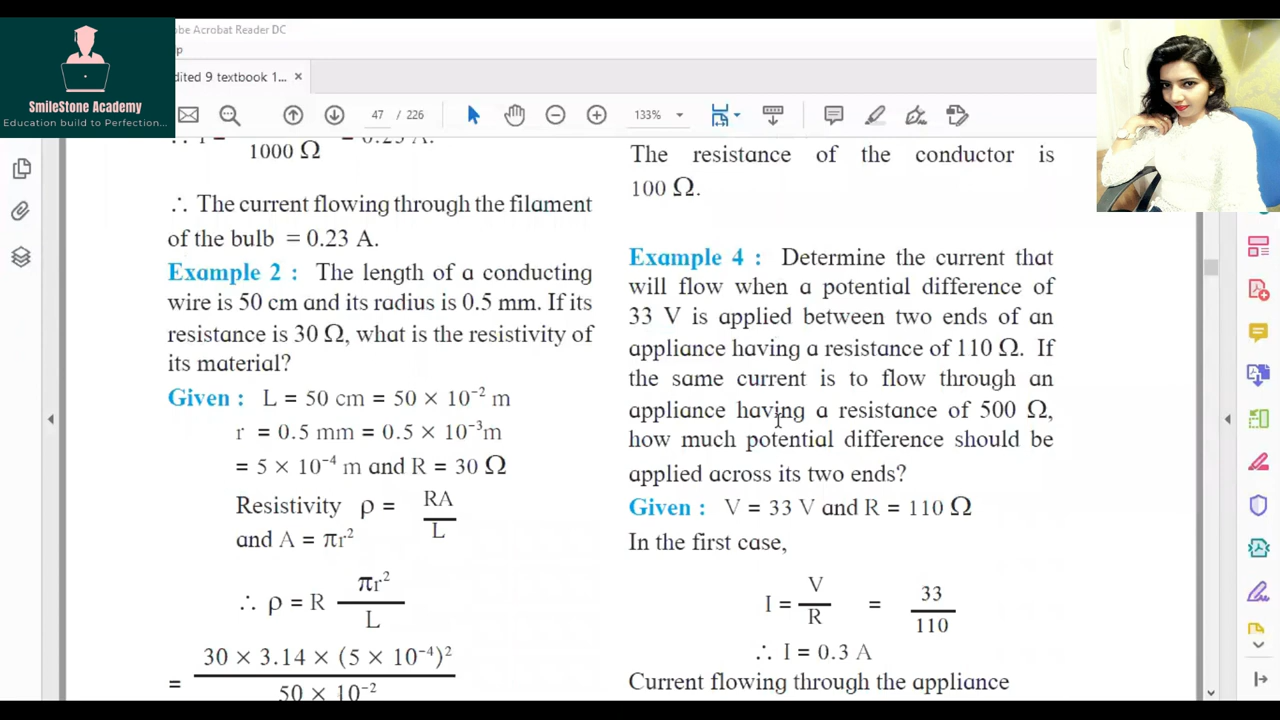 SmileStone Academy
Education build to Perfection...
obe Acrobat Reader DC
p
dited 9 textbook 1... ×
47 / 226
133%
1000 Ω
∴ The current flowing through the filament
of the bulb = 0.23 A.
Example 2 : The length of a conducting
wire is 50 cm and its radius is 0.5 mm. If its
resistance is 30 Ω, what is the resistivity of
its material?
Given : L = 50 cm = 50 × 10⁻² m
r = 0.5 mm = 0.5 × 10⁻³m
= 5 × 10⁻⁴ m and R = 30 Ω
Resistivity ρ = RA
L
and A = πr²
∴ ρ = R πr²
L
30 × 3.14 × (5 × 10⁻⁴)²
=
50 × 10⁻²
The resistance of the conductor is
100 Ω.
Example 4 : Determine the current that
will flow when a potential difference of
33 V is applied between two ends of an
appliance having a resistance of 110 Ω. If
the same current is to flow through an
appliance having a resistance of 500 Ω,
how much potential difference should be
applied across its two ends?
Given : V = 33 V and R = 110 Ω
In the first case,
I = V = 33
R 110
∴ I = 0.3 A
Current flowing through the appliance